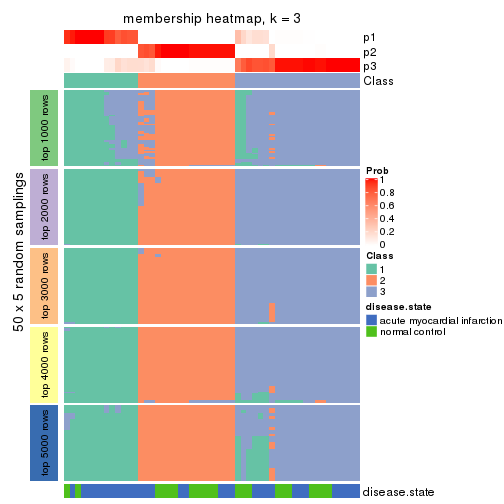 membership heatmap, k = 3
p1
p2
p3
Class
50 x 5 random samplings
top 1000 rows
top 2000 rows
top 3000 rows
top 4000 rows
top 5000 rows
Prob
1
0.8
0.6
0.4
0.2
0
Class
1
2
3
disease.state
acute myocardial infarction
normal control
disease.state